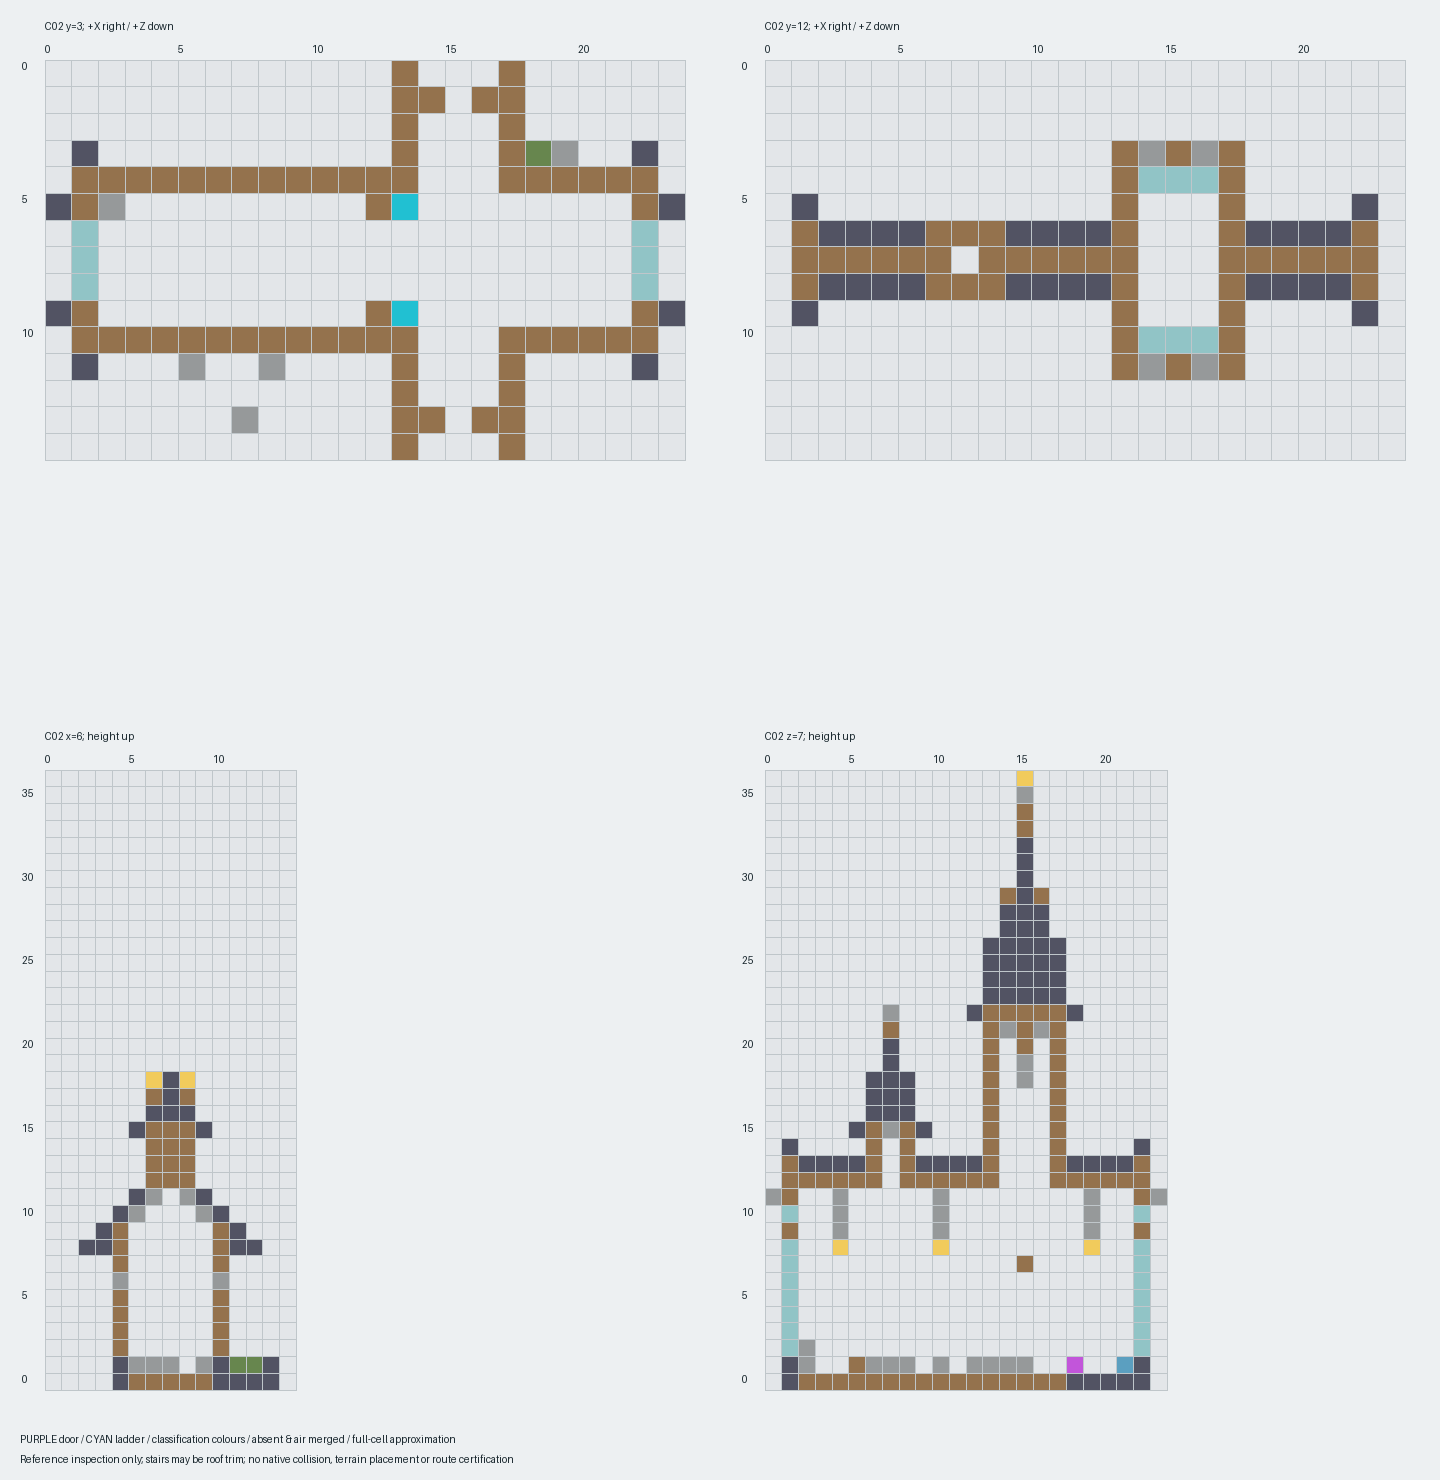 C02 y=3; +X right / +Z down
C02 y=12; +X right / +Z down
0 5 10 15 20
0 5 10 15 20
0
0
5
5
10
10
C02 x=6; height up
C02 z=7; height up
0 5 10
0 5 10 15 20
35
35
30
30
25
25
20
20
15
15
10
10
5
5
0
0
PURPLE door / CYAN ladder / classification colours / absent & air merged / full-cell approximation
Reference inspection only; stairs may be roof trim; no native collision, terrain placement or route certification